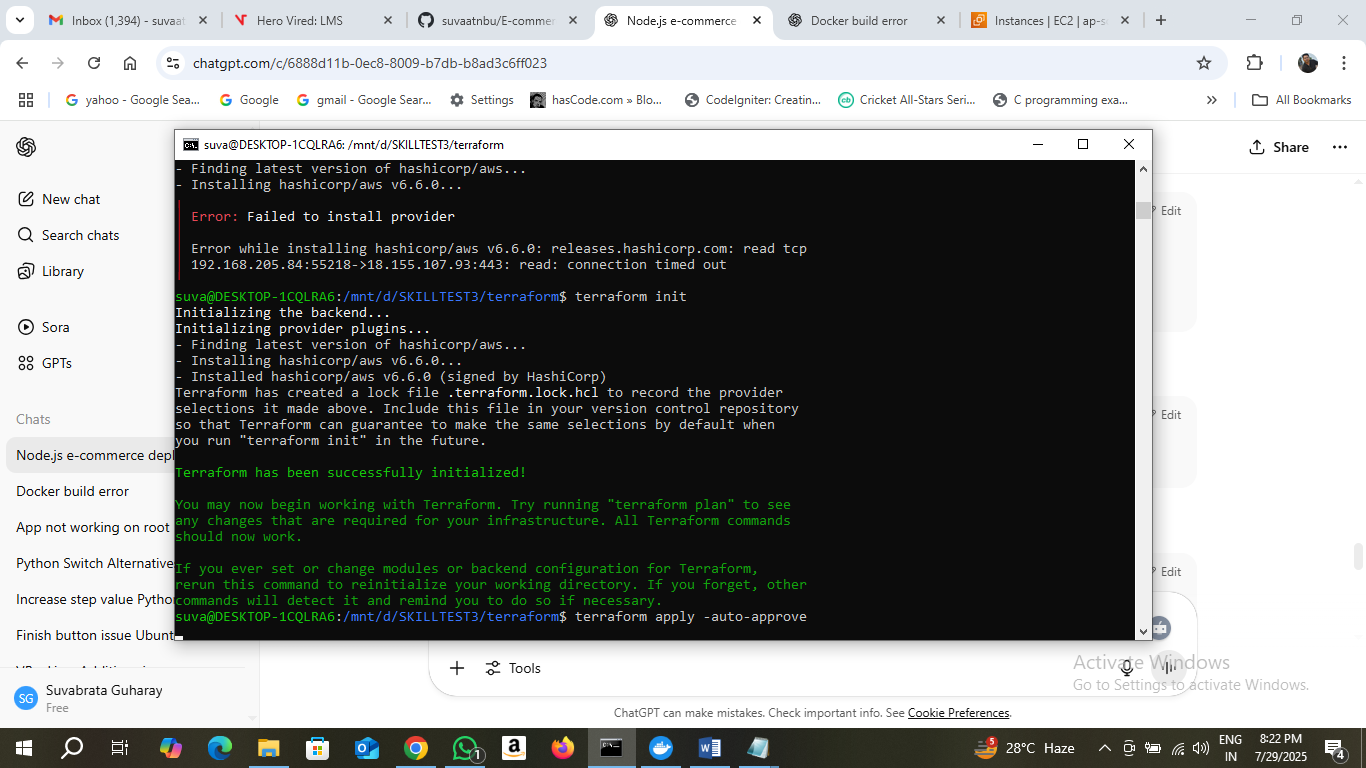 Inbox (1,394) - suvaat
Hero Vired: LMS
suvaatnbu/E-commer
Node.js e-commerce
Docker build error
Instances | EC2 | ap-s
chatgpt.com/c/6888d11b-0ec8-8009-b7db-b8ad3c6ff023
yahoo - Google Sea...
Google
gmail - Google Sear...
Settings
hasCode.com » Blo...
CodeIgniter: Creatin...
Cricket All-Stars Seri...
C programming exa...
»
All Bookmarks
suva@DESKTOP-1CQLRA6: /mnt/d/SKILLTEST3/terraform
- Finding latest version of hashicorp/aws...
- Installing hashicorp/aws v6.6.0...
Error: Failed to install provider
Error while installing hashicorp/aws v6.6.0: releases.hashicorp.com: read tcp
192.168.205.84:55218->18.155.107.93:443: read: connection timed out
suva@DESKTOP-1CQLRA6:/mnt/d/SKILLTEST3/terraform$ terraform init
Initializing the backend...
Initializing provider plugins...
- Finding latest version of hashicorp/aws...
- Installing hashicorp/aws v6.6.0...
- Installed hashicorp/aws v6.6.0 (signed by HashiCorp)
Terraform has created a lock file .terraform.lock.hcl to record the provider
selections it made above. Include this file in your version control repository
so that Terraform can guarantee to make the same selections by default when
you run "terraform init" in the future.
Terraform has been successfully initialized!
You may now begin working with Terraform. Try running "terraform plan" to see
any changes that are required for your infrastructure. All Terraform commands
should now work.
If you ever set or change modules or backend configuration for Terraform,
rerun this command to reinitialize your working directory. If you forget, other
commands will detect it and remind you to do so if necessary.
suva@DESKTOP-1CQLRA6:/mnt/d/SKILLTEST3/terraform$ terraform apply -auto-approve
New chat
Search chats
Library
Sora
GPTs
Chats
Node.js e-commerce depl
Docker build error
App not working on root
Python Switch Alternative
Increase step value Pytho
Finish button issue Ubunt
SG
Suvabrata Guharay
Free
Share
Edit
Edit
Edit
Tools
Activate Windows
Go to Settings to activate Windows.
ChatGPT can make mistakes. Check important info. See Cookie Preferences.
1
5
28°C Haze
ENG
IN
8:22 PM
7/29/2025
4